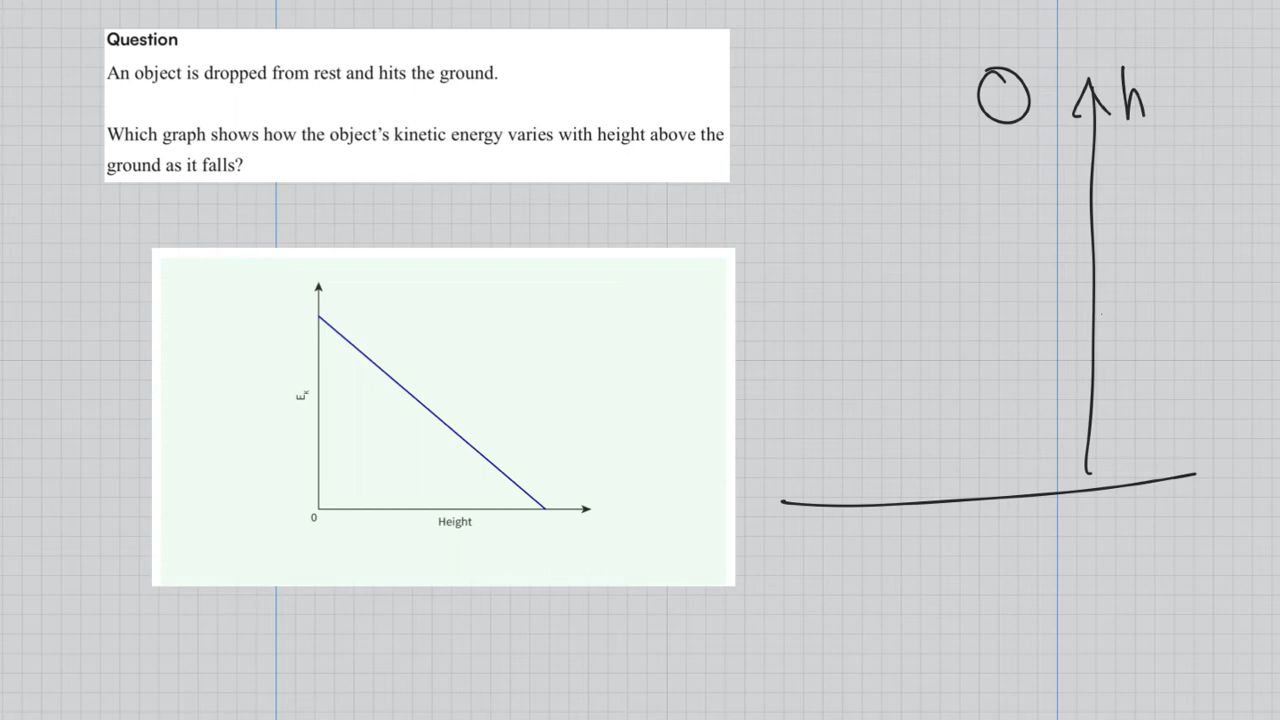 Question
An object is dropped from rest and hits the ground.
Which graph shows how the object’s kinetic energy varies with height above the
ground as it falls?
h
E_K
0
Height